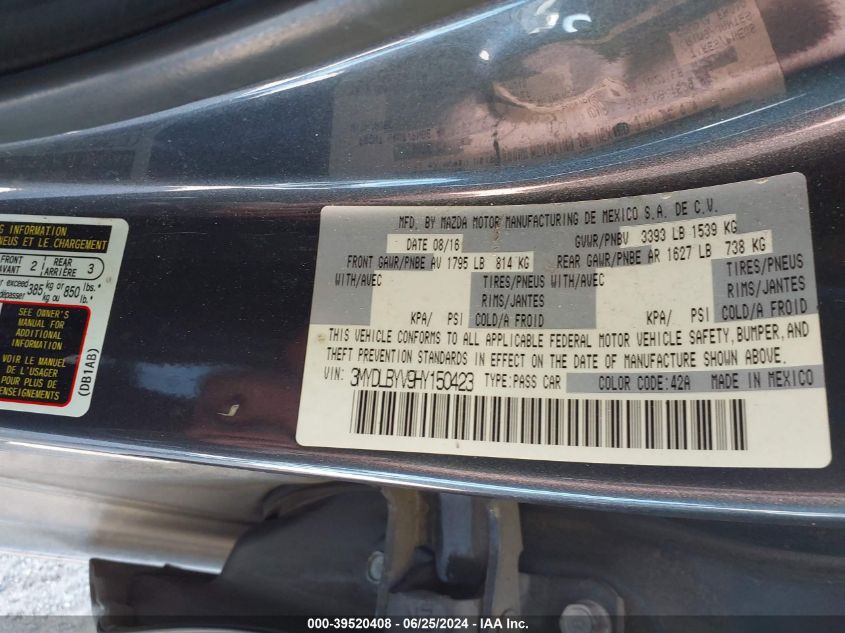 G INFORMATION
NEUS ET LE CHARGEMENT
FRONT 2 REAR 3
AVANT ARRIÈRE
exceed 385 kg or 850 lbs.
dépasser kg ou lb.
SEE OWNER'S
MANUAL FOR
ADDITIONAL
INFORMATION
VOIR LE MANUEL
DE L'USAGER
POUR PLUS DE
RENSEIGNEMENTS
(DB1AB)
MFD. BY MAZDA MOTOR MANUFACTURING DE MEXICO S.A. DE C.V.
DATE 08/16 GVWR/PNBV 3393 LB 1539 KG
FRONT GAWR/PNBE AV 1795 LB 814 KG REAR GAWR/PNBE AR 1627 LB 738 KG
WITH/AVEC TIRES/PNEUS WITH/AVEC TIRES/PNEUS
RIMS/JANTES RIMS/JANTES
KPA/ PSI COLD/A FROID KPA/ PSI COLD/A FROID
THIS VEHICLE CONFORMS TO ALL APPLICABLE FEDERAL MOTOR VEHICLE SAFETY, BUMPER, AND
THEFT PREVENTION STANDARDS IN EFFECT ON THE DATE OF MANUFACTURE SHOWN ABOVE.
VIN: 3MYDLBYV9HY150423 TYPE:PASS CAR COLOR CODE:42A MADE IN MEXICO
000-39520408 - 06/25/2024 - IAA Inc.